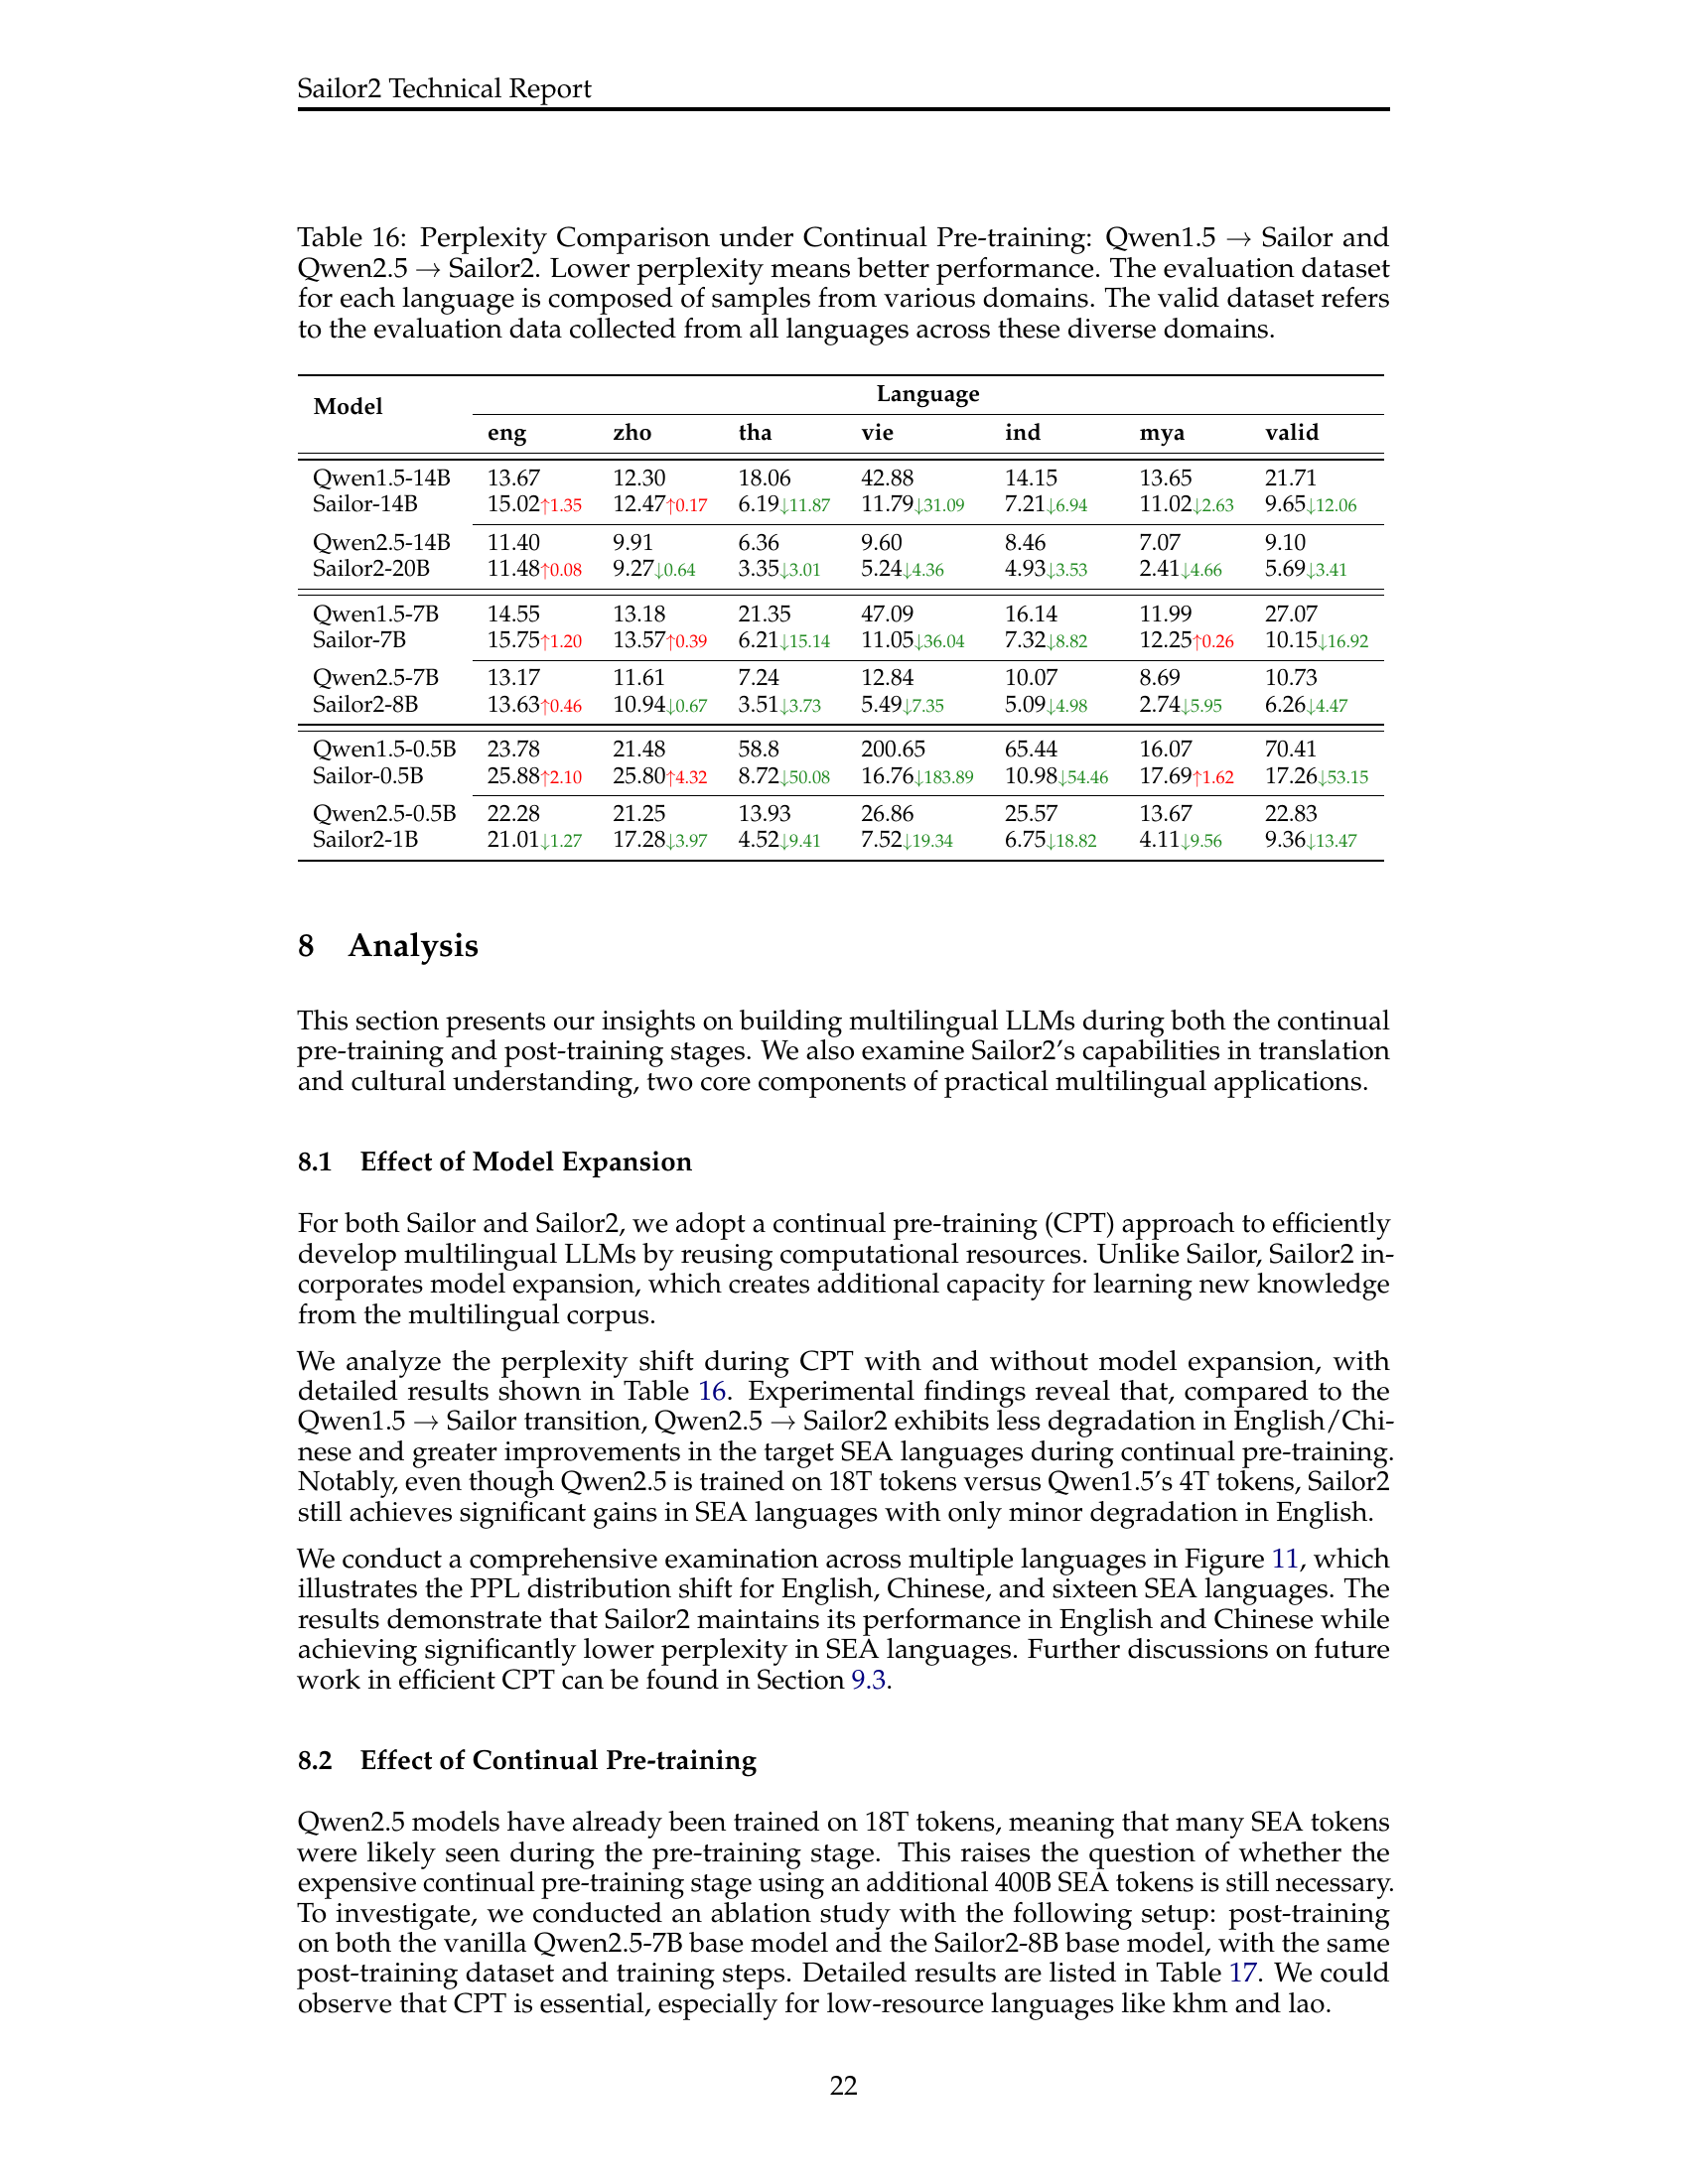 Sailor2 Technical Report
Table 16: Perplexity Comparison under Continual Pre-training: Qwen1.5 → Sailor and
Qwen2.5 → Sailor2. Lower perplexity means better performance. The evaluation dataset
for each language is composed of samples from various domains. The valid dataset refers
to the evaluation data collected from all languages across these diverse domains.
Model Language
eng zho tha vie ind mya valid
Qwen1.5-14B 13.67 12.30 18.06 42.88 14.15 13.65 21.71
Sailor-14B 15.02↑1.35 12.47↑0.17 6.19↓11.87 11.79↓31.09 7.21↓6.94 11.02↓2.63 9.65↓12.06
Qwen2.5-14B 11.40 9.91 6.36 9.60 8.46 7.07 9.10
Sailor2-20B 11.48↑0.08 9.27↓0.64 3.35↓3.01 5.24↓4.36 4.93↓3.53 2.41↓4.66 5.69↓3.41
Qwen1.5-7B 14.55 13.18 21.35 47.09 16.14 11.99 27.07
Sailor-7B 15.75↑1.20 13.57↑0.39 6.21↓15.14 11.05↓36.04 7.32↓8.82 12.25↑0.26 10.15↓16.92
Qwen2.5-7B 13.17 11.61 7.24 12.84 10.07 8.69 10.73
Sailor2-8B 13.63↑0.46 10.94↓0.67 3.51↓3.73 5.49↓7.35 5.09↓4.98 2.74↓5.95 6.26↓4.47
Qwen1.5-0.5B 23.78 21.48 58.8 200.65 65.44 16.07 70.41
Sailor-0.5B 25.88↑2.10 25.80↑4.32 8.72↓50.08 16.76↓183.89 10.98↓54.46 17.69↑1.62 17.26↓53.15
Qwen2.5-0.5B 22.28 21.25 13.93 26.86 25.57 13.67 22.83
Sailor2-1B 21.01↓1.27 17.28↓3.97 4.52↓9.41 7.52↓19.34 6.75↓18.82 4.11↓9.56 9.36↓13.47
8 Analysis
This section presents our insights on building multilingual LLMs during both the continual
pre-training and post-training stages. We also examine Sailor2's capabilities in translation
and cultural understanding, two core components of practical multilingual applications.
8.1 Effect of Model Expansion
For both Sailor and Sailor2, we adopt a continual pre-training (CPT) approach to efficiently
develop multilingual LLMs by reusing computational resources. Unlike Sailor, Sailor2 in-
corporates model expansion, which creates additional capacity for learning new knowledge
from the multilingual corpus.
We analyze the perplexity shift during CPT with and without model expansion, with
detailed results shown in Table 16. Experimental findings reveal that, compared to the
Qwen1.5 → Sailor transition, Qwen2.5 → Sailor2 exhibits less degradation in English/Chi-
nese and greater improvements in the target SEA languages during continual pre-training.
Notably, even though Qwen2.5 is trained on 18T tokens versus Qwen1.5's 4T tokens, Sailor2
still achieves significant gains in SEA languages with only minor degradation in English.
We conduct a comprehensive examination across multiple languages in Figure 11, which
illustrates the PPL distribution shift for English, Chinese, and sixteen SEA languages. The
results demonstrate that Sailor2 maintains its performance in English and Chinese while
achieving significantly lower perplexity in SEA languages. Further discussions on future
work in efficient CPT can be found in Section 9.3.
8.2 Effect of Continual Pre-training
Qwen2.5 models have already been trained on 18T tokens, meaning that many SEA tokens
were likely seen during the pre-training stage. This raises the question of whether the
expensive continual pre-training stage using an additional 400B SEA tokens is still necessary.
To investigate, we conducted an ablation study with the following setup: post-training
on both the vanilla Qwen2.5-7B base model and the Sailor2-8B base model, with the same
post-training dataset and training steps. Detailed results are listed in Table 17. We could
observe that CPT is essential, especially for low-resource languages like khm and lao.
22